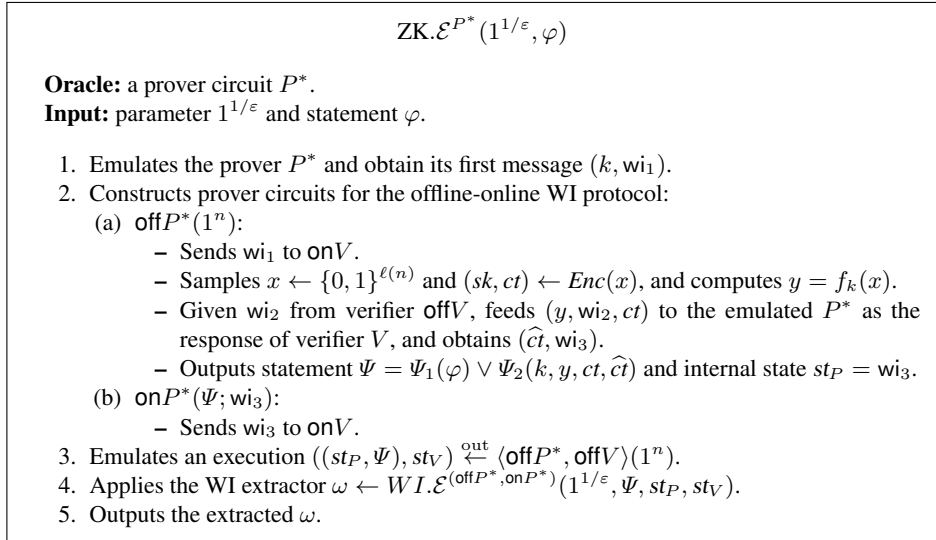 ZK.𝓔^{P*}(1^{1/ε}, φ)
Oracle: a prover circuit P*.
Input: parameter 1^{1/ε} and statement φ.
1. Emulates the prover P* and obtain its first message (k, wi₁).
2. Constructs prover circuits for the offline-online WI protocol:
(a) offP*(1ⁿ):
– Sends wi₁ to onV.
– Samples x ← {0, 1}^{ℓ(n)} and (sk, ct) ← Enc(x), and computes y = f_k(x).
– Given wi₂ from verifier offV, feeds (y, wi₂, ct) to the emulated P* as the
response of verifier V, and obtains (\widehat{ct}, wi₃).
– Outputs statement Ψ = Ψ₁(φ) ∨ Ψ₂(k, y, ct, \widehat{ct}) and internal state st_P = wi₃.
(b) onP*(Ψ; wi₃):
– Sends wi₃ to onV.
3. Emulates an execution ((st_P, Ψ), st_V) \overset{out}{←} ⟨offP*, offV⟩(1ⁿ).
4. Applies the WI extractor ω ← WI.𝓔^{(offP*,onP*)}(1^{1/ε}, Ψ, st_P, st_V).
5. Outputs the extracted ω.